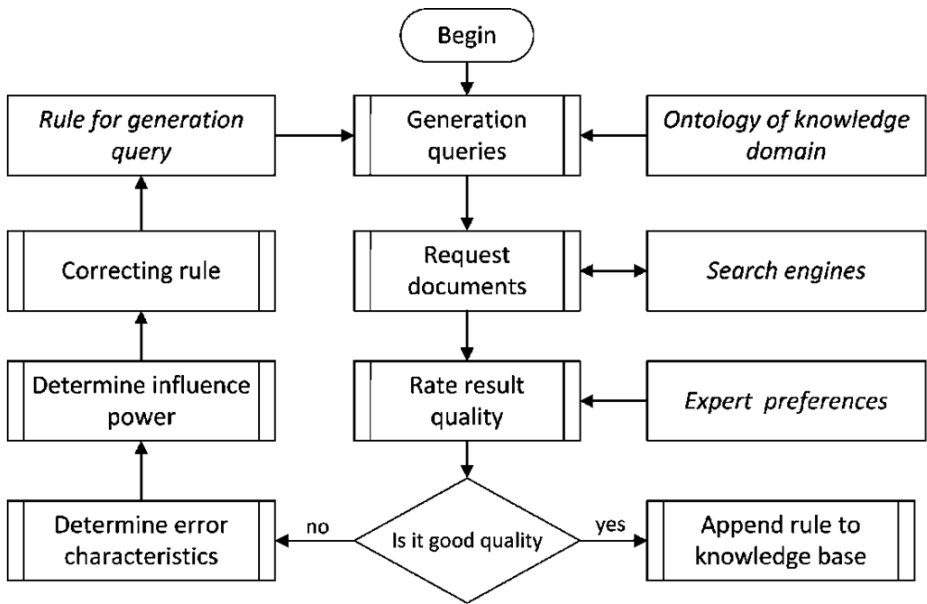 Begin
Rule for generation
query
Generation
queries
Ontology of knowledge
domain
Correcting rule
Request
documents
Search engines
Determine influence
power
Rate result
quality
Expert preferences
Determine error
characteristics
no
Is it good quality
yes
Append rule to
knowledge base